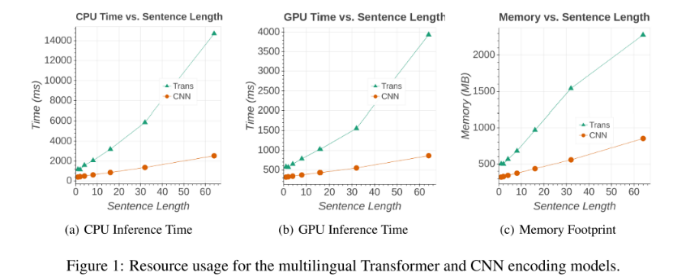 CPU Time vs. Sentence Length
GPU Time vs. Sentence Length
Memory vs. Sentence Length
Time (ms)
14000
12000
10000
8000
6000
4000
2000
0
Trans
CNN
0 10 20 30 40 50 60
Sentence Length
Time (ms)
4000
3500
3000
2500
2000
1500
1000
500
Trans
CNN
0 10 20 30 40 50 60
Sentence Length
Memory (MB)
2000
1500
1000
500
Trans
CNN
0 10 20 30 40 50 60
Sentence Length
(a) CPU Inference Time
(b) GPU Inference Time
(c) Memory Footprint
Figure 1: Resource usage for the multilingual Transformer and CNN encoding models.